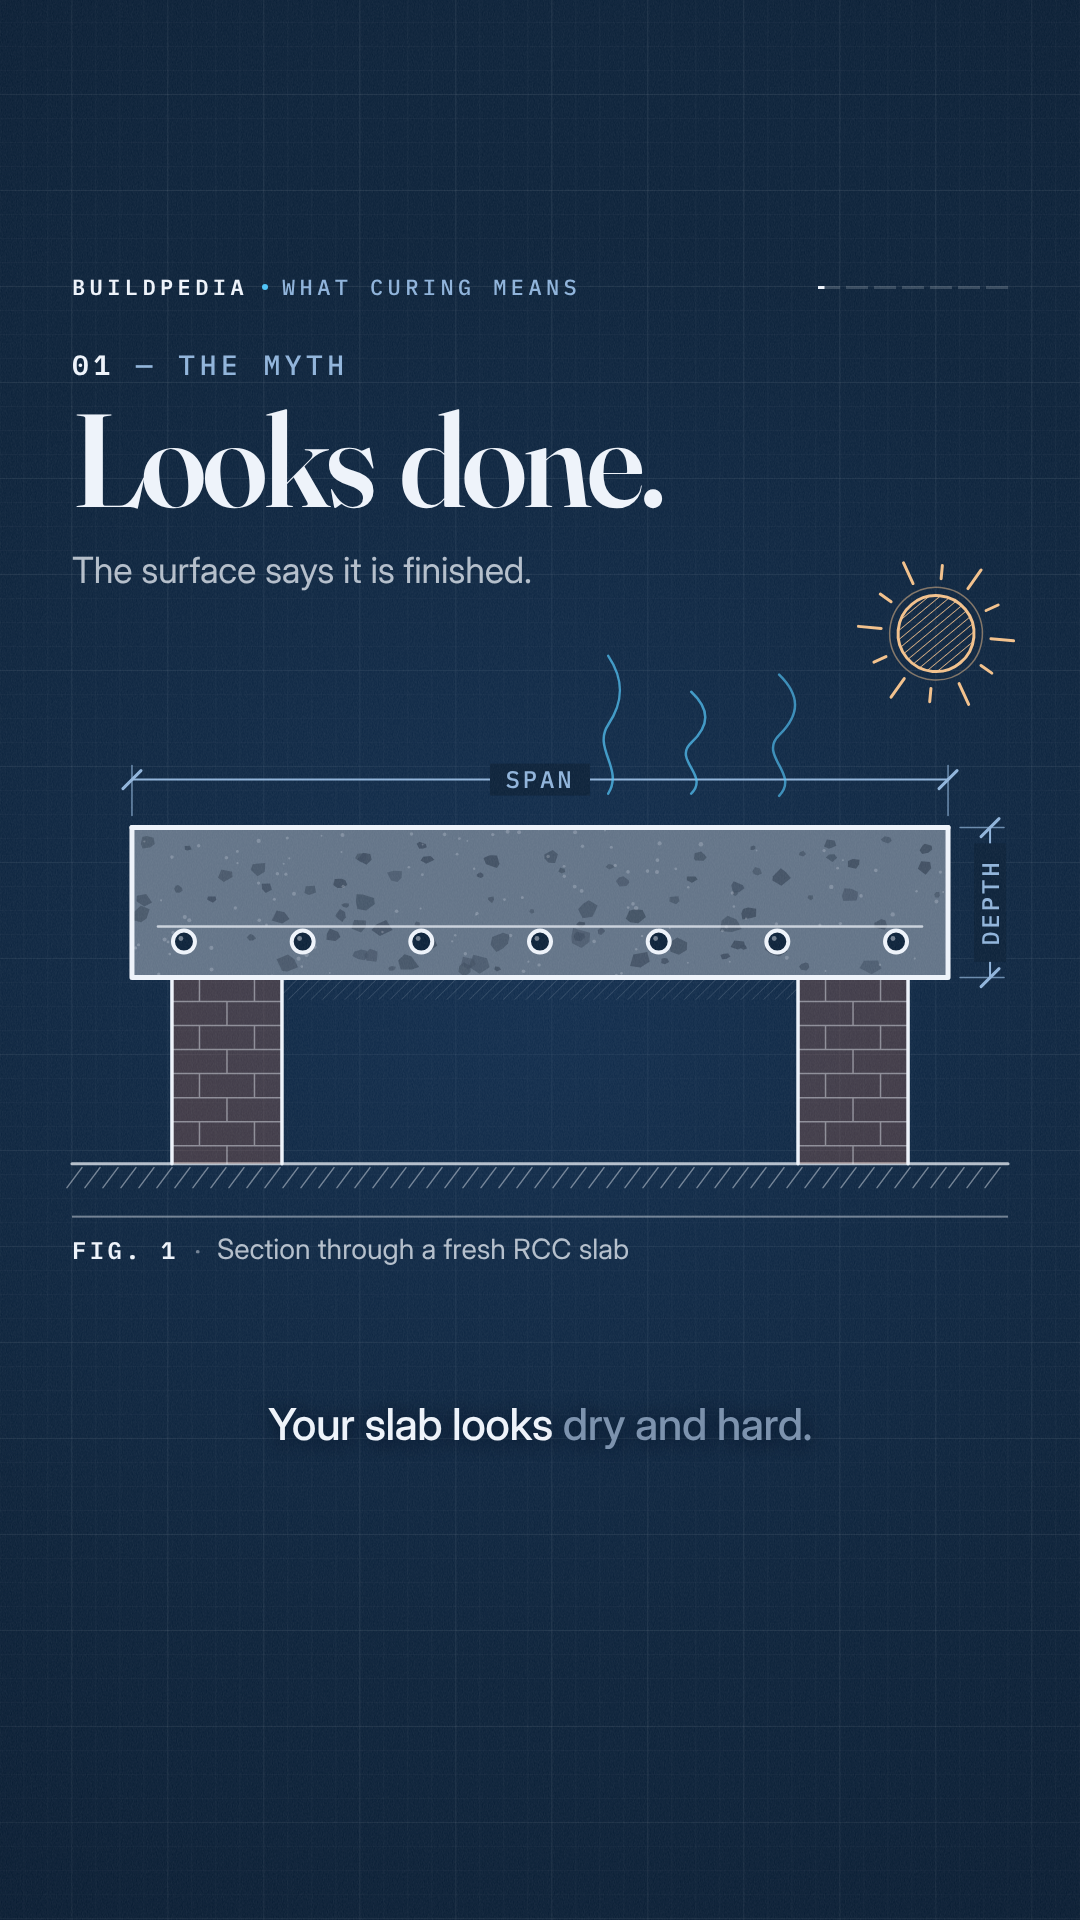 BUILDPEDIA • WHAT CURING MEANS
01 — THE MYTH
Looks done.
The surface says it is finished.
SPAN
DEPTH
FIG. 1 · Section through a fresh RCC slab
Your slab looks dry and hard.